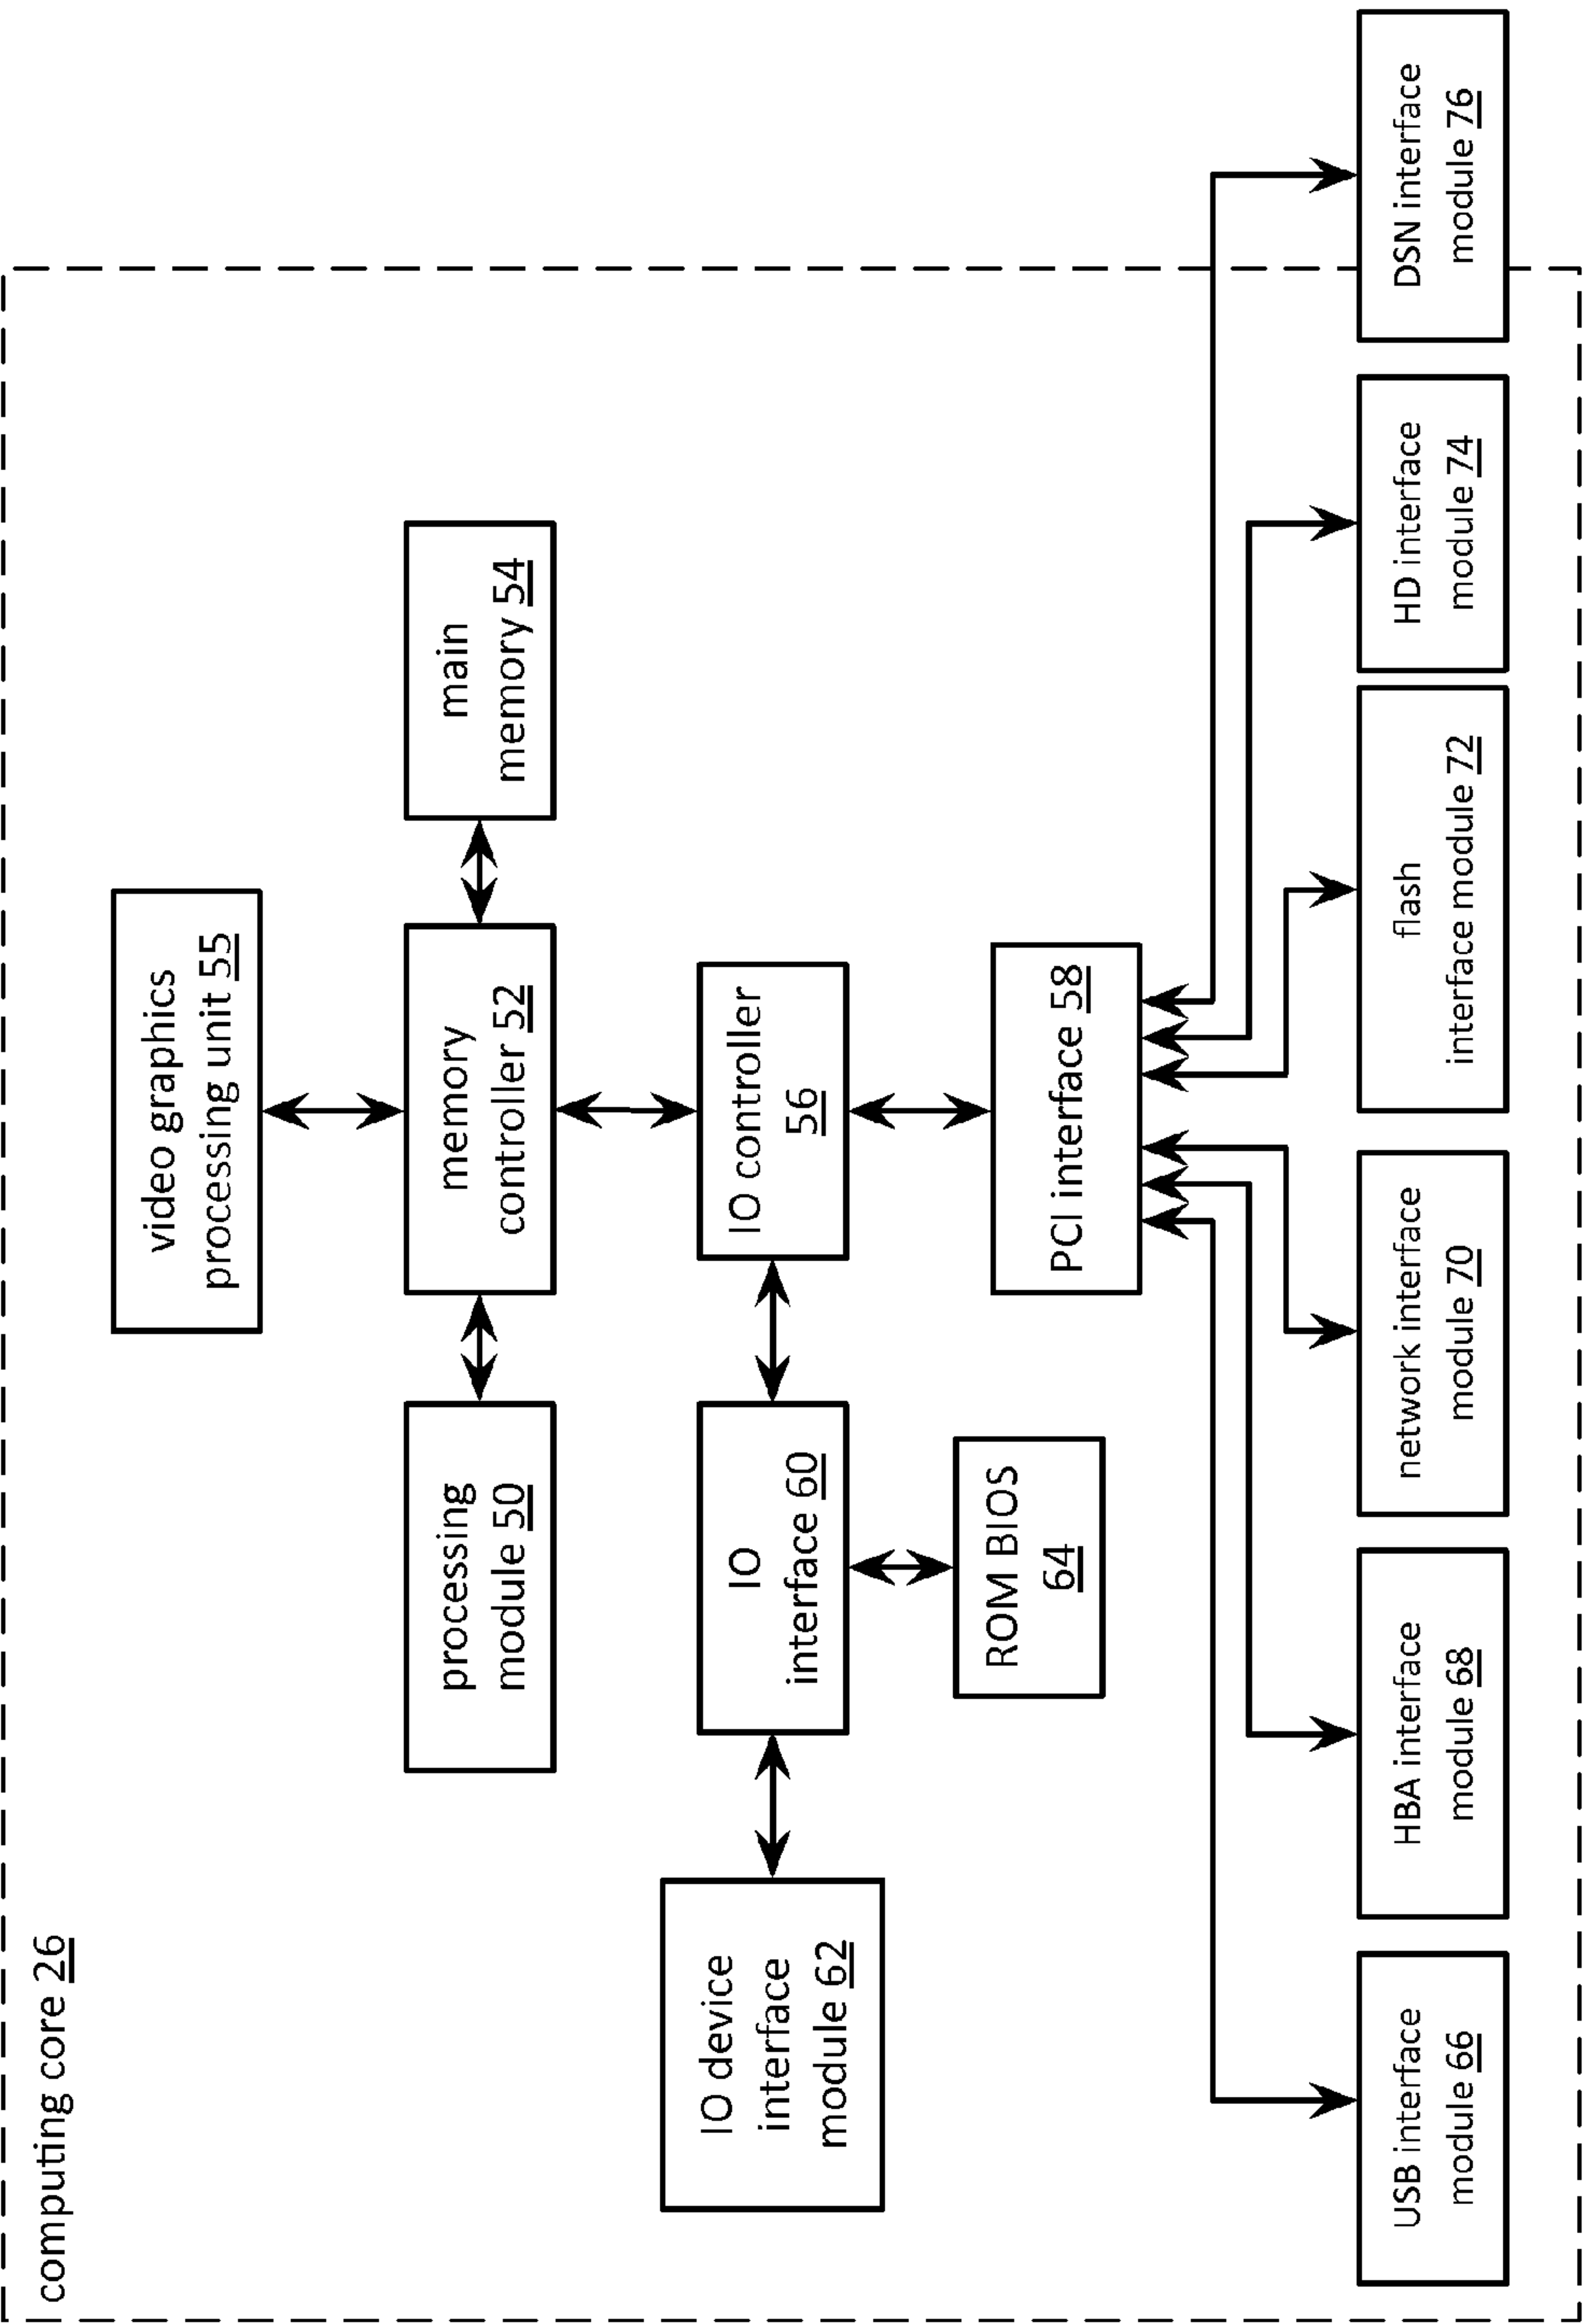 computing core 26
video graphics
processing unit 55
processing
module 50
memory
controller 52
main
memory 54
IO device
interface
module 62
IO
interface 60
IO controller
56
ROM BIOS
64
PCI interface 58
USB interface
module 66
HBA interface
module 68
network interface
module 70
flash
interface module 72
HD interface
module 74
DSN interface
module 76